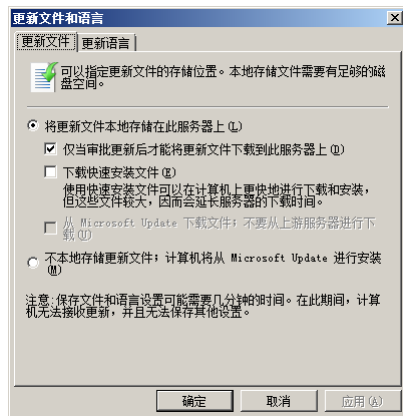 更新文件和语言
更新文件 更新语言
可以指定更新文件的存储位置。本地存储文件需要有足够的磁
盘空间。
将更新文件本地存储在此服务器上(L)
仅当审批更新后才能将更新文件下载到此服务器上(D)
下载快速安装文件(E)
使用快速安装文件可以在计算机上更快地进行下载和安装，
但这些文件较大，因而会延长服务器的下载时间。
从 Microsoft Update 下载文件；不要从上游服务器进行下
载(U)
不本地存储更新文件；计算机将从 Microsoft Update 进行安装
(M)
注意:保存文件和语言设置可能需要几分钟的时间。在此期间，计算
机无法接收更新，并且无法保存其他设置。
确定 取消 应用(A)